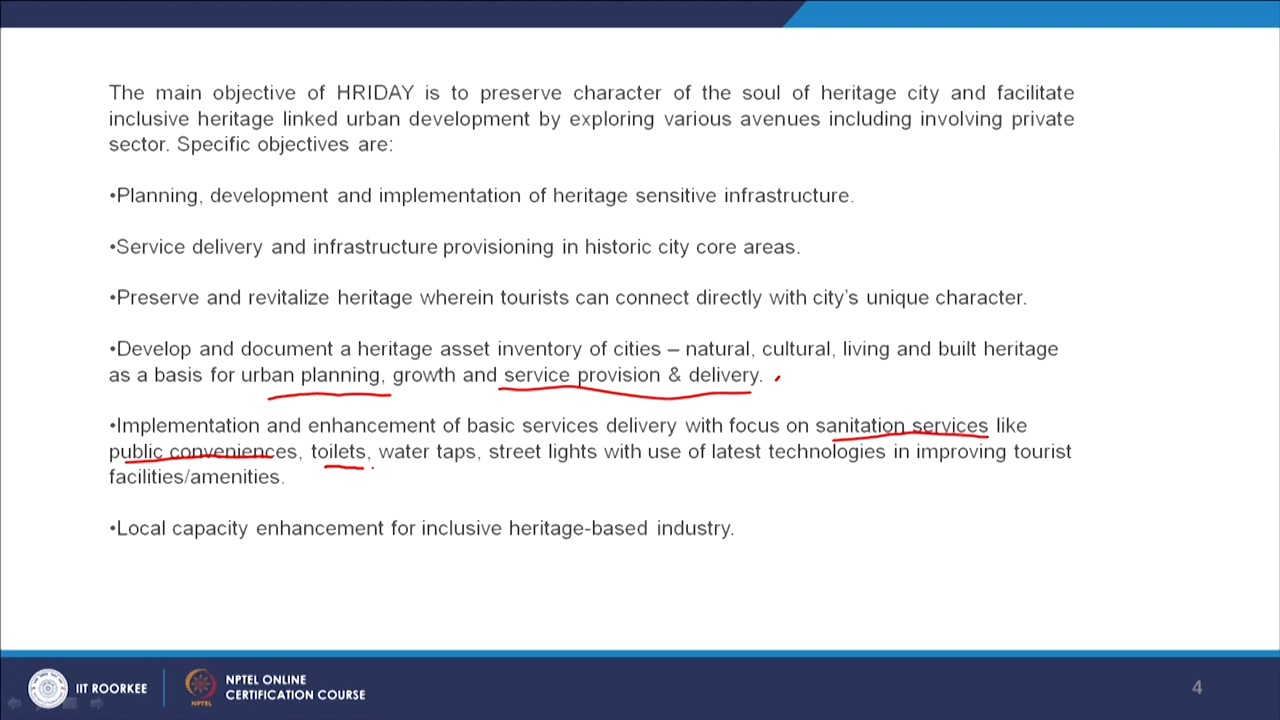 The main objective of HRIDAY is to preserve character of the soul of heritage city and facilitate
inclusive heritage linked urban development by exploring various avenues including involving private
sector. Specific objectives are:
•Planning, development and implementation of heritage sensitive infrastructure.
•Service delivery and infrastructure provisioning in historic city core areas.
•Preserve and revitalize heritage wherein tourists can connect directly with city's unique character.
•Develop and document a heritage asset inventory of cities – natural, cultural, living and built heritage
as a basis for urban planning, growth and service provision & delivery.
•Implementation and enhancement of basic services delivery with focus on sanitation services like
public conveniences, toilets, water taps, street lights with use of latest technologies in improving tourist
facilities/amenities.
•Local capacity enhancement for inclusive heritage-based industry.
IIT ROORKEE
NPTEL
NPTEL ONLINE
CERTIFICATION COURSE
4